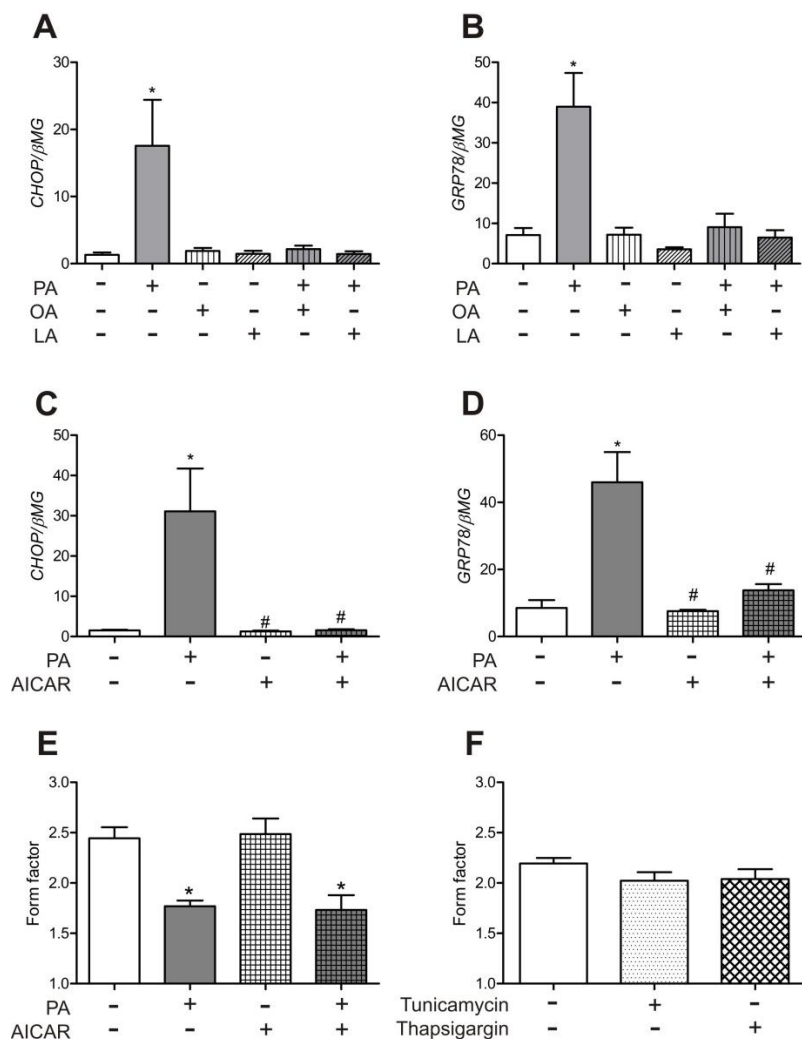 A
30
20
10
0
CHOP/βMG
*
PA - + - - + +
OA - - + - + -
LA - - - + - +
B
50
40
30
20
10
0
GRP78/βMG
*
PA - + - - + +
OA - - + - + -
LA - - - + - +
C
50
40
30
20
10
0
CHOP/βMG
* # #
PA - + - +
AICAR - - + +
D
60
40
20
0
GRP78/βMG
* # #
PA - + - +
AICAR - - + +
E
3.0
2.5
2.0
1.5
1.0
Form factor
* *
PA - + - +
AICAR - - + +
F
3.0
2.5
2.0
1.5
1.0
Form factor
Tunicamycin - + -
Thapsigargin - - +